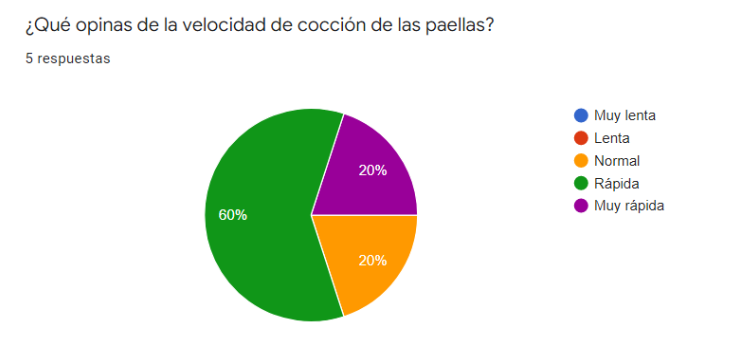 ¿Qué opinas de la velocidad de cocción de las paellas?
5 respuestas
Muy lenta
Lenta
Normal
Rápida
Muy rápida
20%
60%
20%